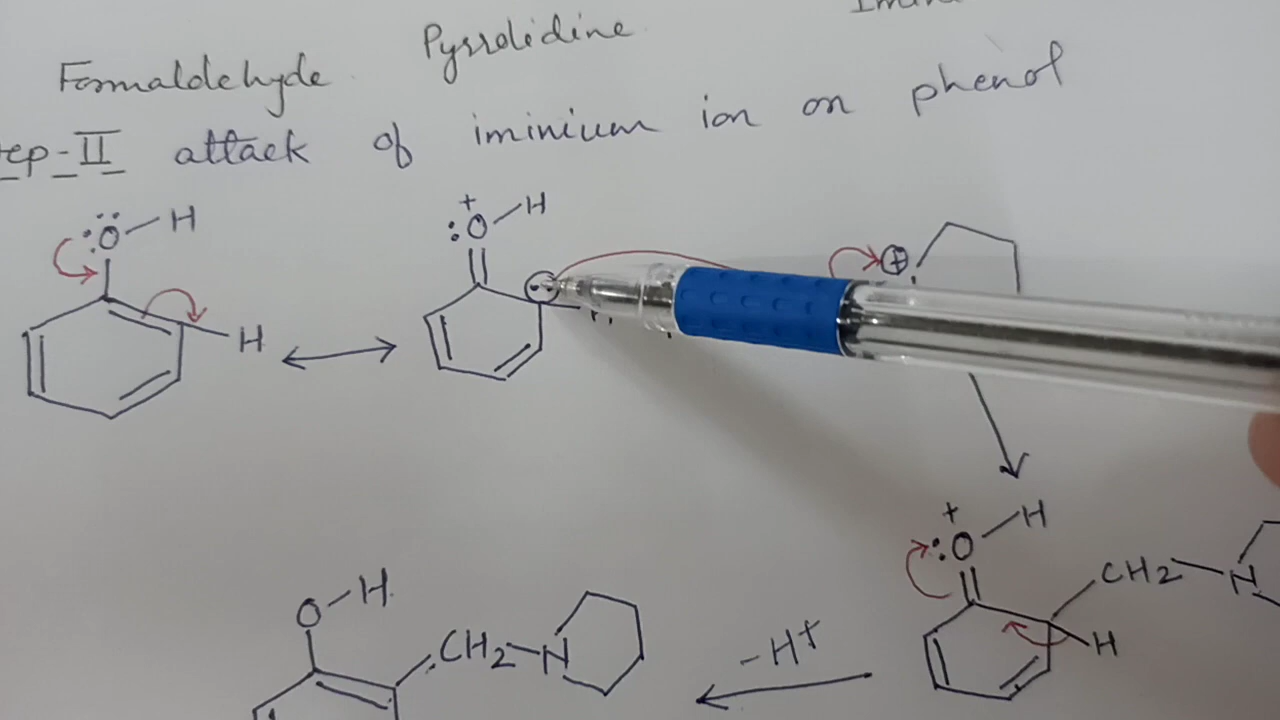 Formaldehyde Pyrrolidine
ep-II attack of iminium ion on phenol
:Ö-H
H
+
:O-H
⊕
+
:O-H
CH2-N
H
-H+
O-H
CH2-N